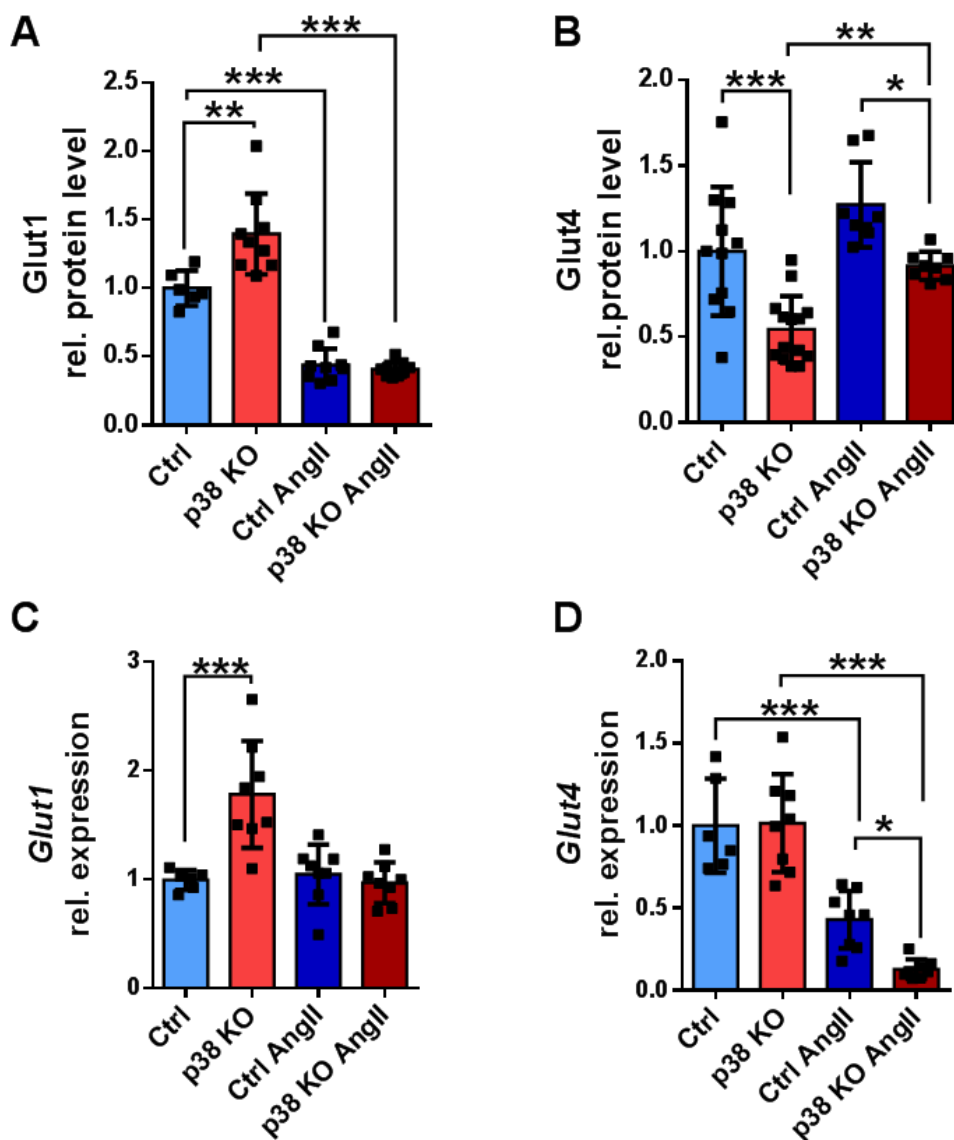 A
Glut1
rel. protein level
2.5
2.0
1.5
1.0
0.5
0.0
***
***
**
Ctrl
p38 KO
Ctrl AngII
p38 KO AngII
B
Glut4
rel.protein level
2.0
1.5
1.0
0.5
0.0
**
***
*
Ctrl
p38 KO
Ctrl AngII
p38 KO AngII
C
Glut1
rel. expression
3
2
1
0
***
Ctrl
p38 KO
Ctrl AngII
p38 KO AngII
D
Glut4
rel. expression
2.0
1.5
1.0
0.5
0.0
***
***
*
Ctrl
p38 KO
Ctrl AngII
p38 KO AngII